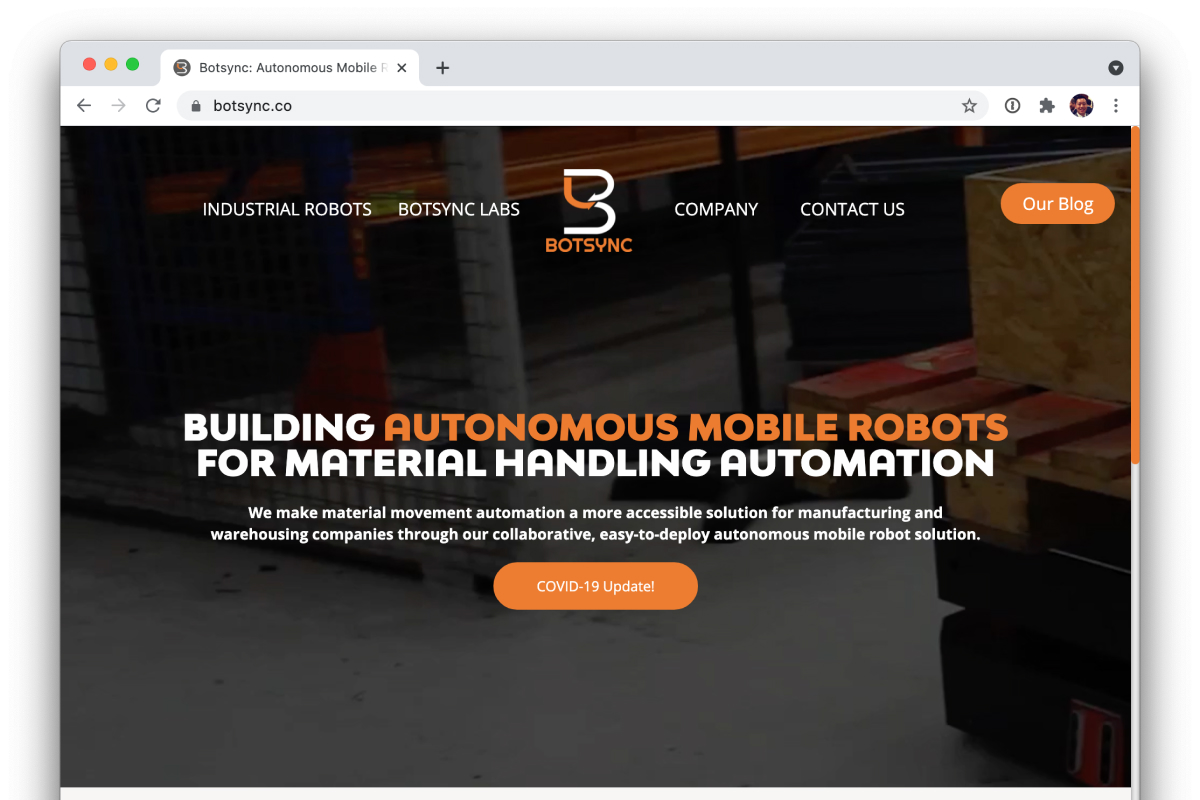 Botsync: Autonomous Mobile R
botsync.co
INDUSTRIAL ROBOTS BOTSYNC LABS COMPANY CONTACT US Our Blog
BOTSYNC
BUILDING AUTONOMOUS MOBILE ROBOTS
FOR MATERIAL HANDLING AUTOMATION
We make material movement automation a more accessible solution for manufacturing and
warehousing companies through our collaborative, easy-to-deploy autonomous mobile robot solution.
COVID-19 Update!